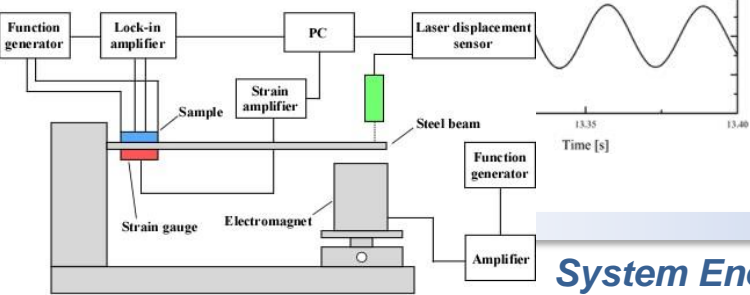 Function
generator
Lock-in
amplifier
PC
Laser displacement
sensor
Strain
amplifier
Sample
Steel beam
Function
generator
Strain gauge
Electromagnet
Amplifier
13.35
13.40
Time [s]
System En